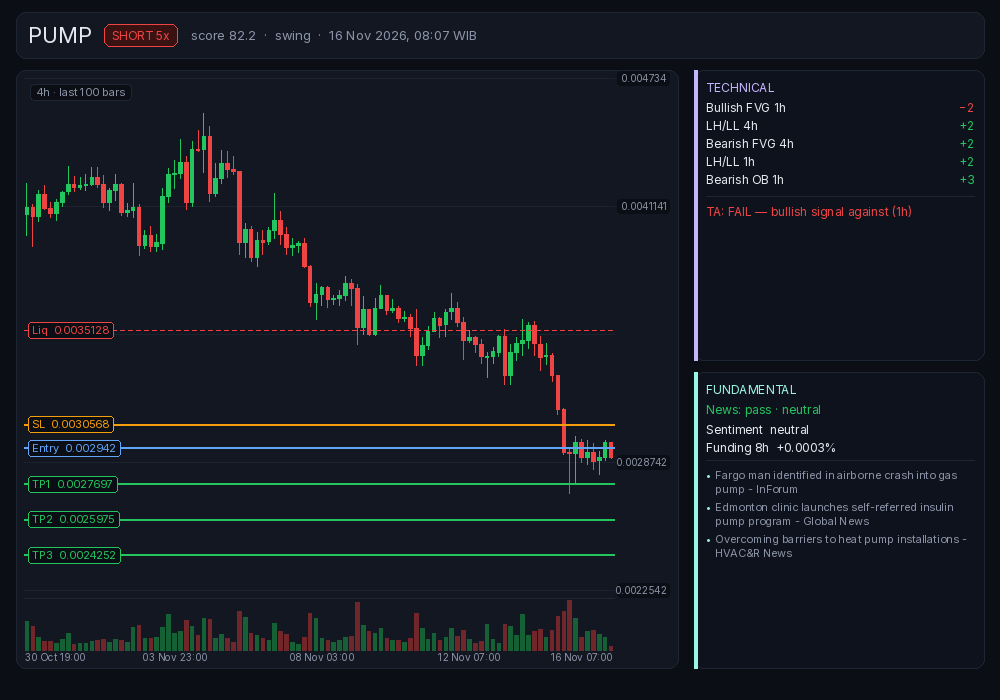 PUMP SHORT 5x score 82.2 · swing · 16 Nov 2026, 08:07 WIB
4h · last 100 bars
0.004734
0.0041141
Liq 0.0035128
SL 0.0030568
Entry 0.002942
0.0028742
TP1 0.0027697
TP2 0.0025975
TP3 0.0024252
0.0022542
30 Oct 19:00 03 Nov 23:00 08 Nov 03:00 12 Nov 07:00 16 Nov 07:00
TECHNICAL
Bullish FVG 1h −2
LH/LL 4h +2
Bearish FVG 4h +2
LH/LL 1h +2
Bearish OB 1h +3
TA: FAIL — bullish signal against (1h)
FUNDAMENTAL
News: pass · neutral
Sentiment neutral
Funding 8h +0.0003%
• Fargo man identified in airborne crash into gas
pump - InForum
• Edmonton clinic launches self-referred insulin
pump program - Global News
• Overcoming barriers to heat pump installations -
HVAC&R News